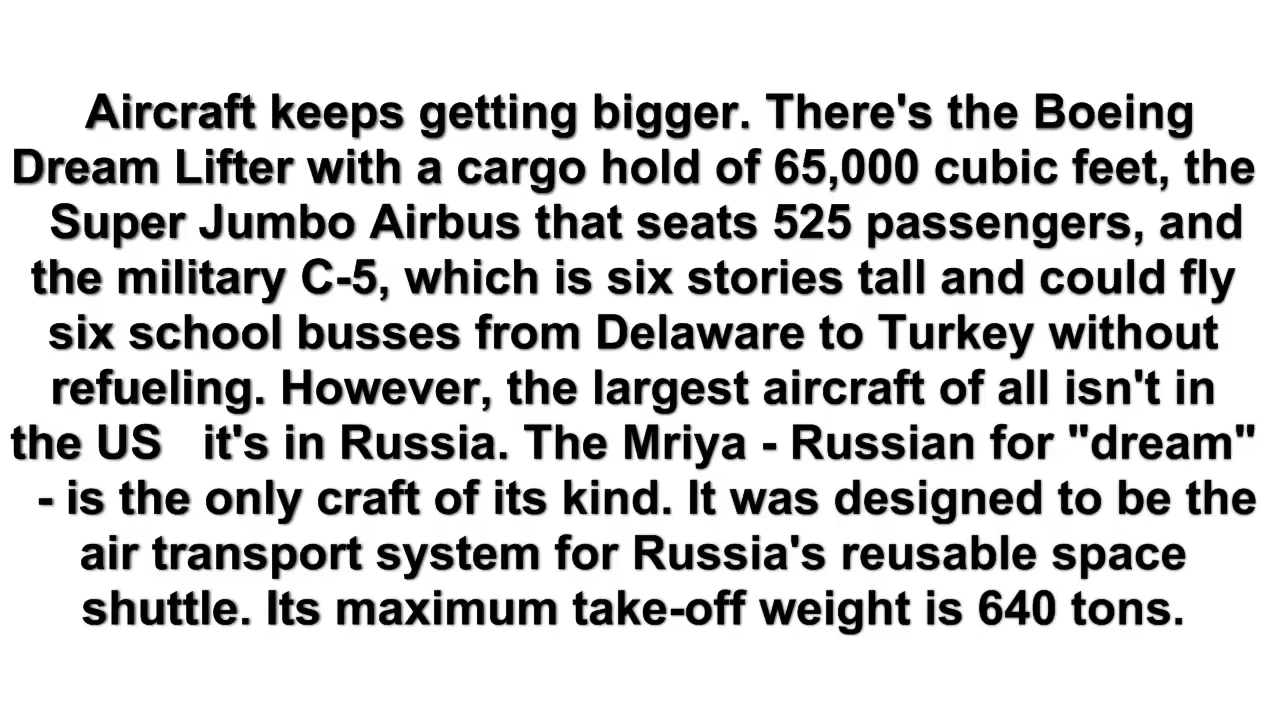 Aircraft keeps getting bigger. There's the Boeing
Dream Lifter with a cargo hold of 65,000 cubic feet, the
Super Jumbo Airbus that seats 525 passengers, and
the military C-5, which is six stories tall and could fly
six school busses from Delaware to Turkey without
refueling. However, the largest aircraft of all isn't in
the US   it's in Russia. The Mriya - Russian for "dream"
- is the only craft of its kind. It was designed to be the
air transport system for Russia's reusable space
shuttle. Its maximum take-off weight is 640 tons.